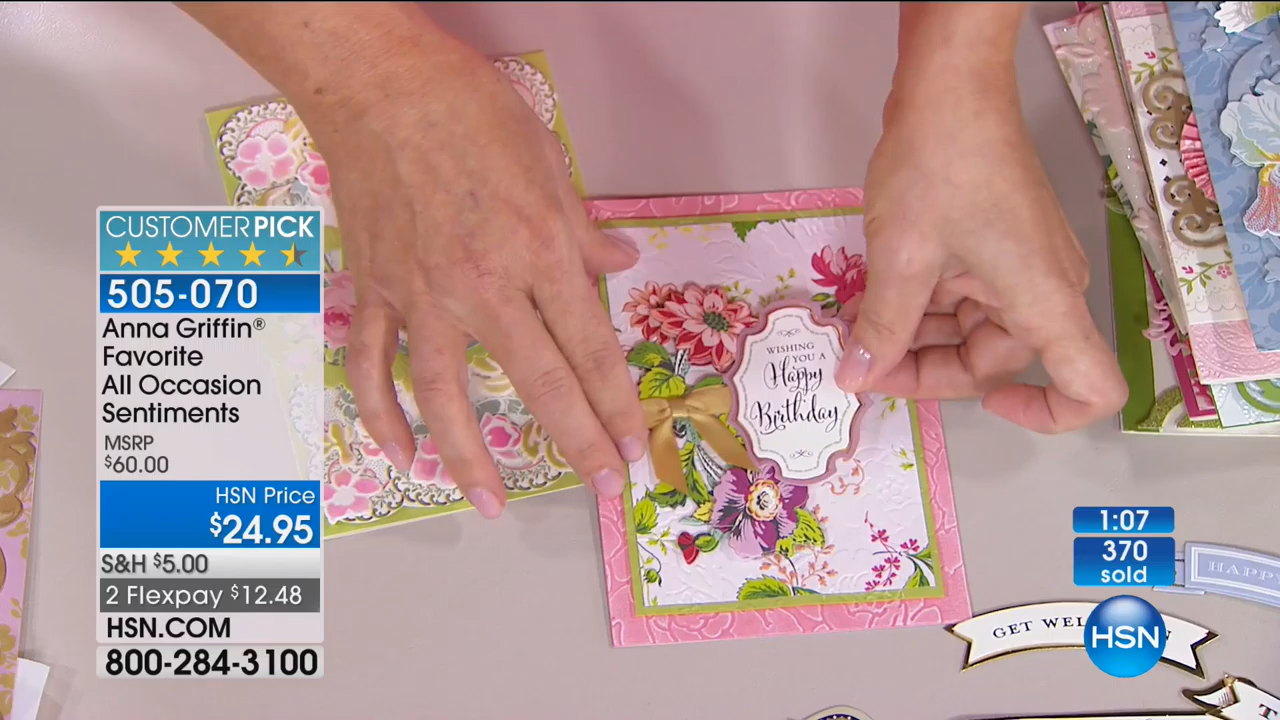 CUSTOMER PICK
505-070
Anna Griffin®
Favorite
All Occasion
Sentiments
MSRP
$60.00
HSN Price
$24.95
S&H $5.00
2 Flexpay $12.48
HSN.COM
800-284-3100
WISHING
YOU A
Happy
Birthday
1:07
370
sold
HAPP
GET WEL
HSN